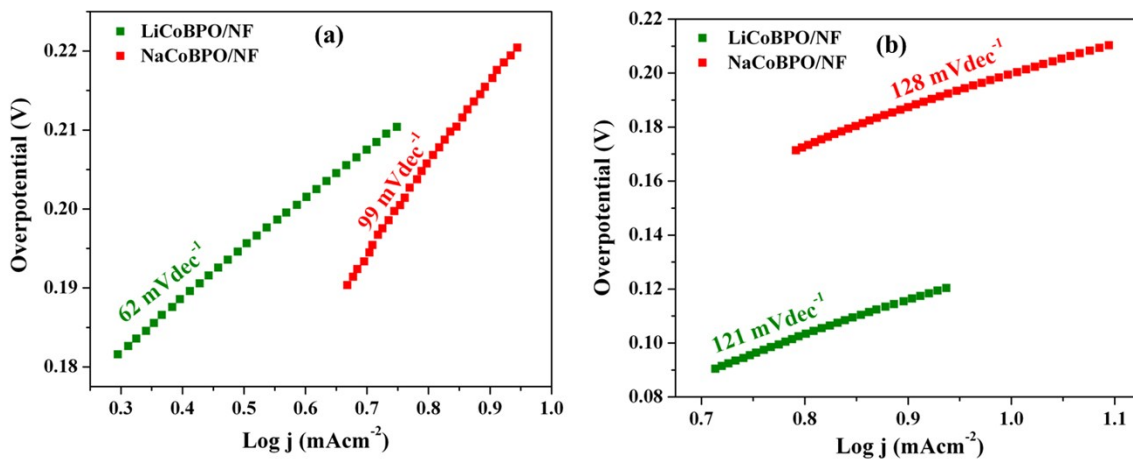 LiCoBPO/NF
NaCoBPO/NF
(a)
0.22
0.21
0.20
0.19
0.18
Overpotential (V)
62 mVdec⁻¹
99 mVdec⁻¹
0.3 0.4 0.5 0.6 0.7 0.8 0.9 1.0
Log j (mAcm⁻²)
LiCoBPO/NF
NaCoBPO/NF
(b)
0.22
0.20
0.18
0.16
0.14
0.12
0.10
0.08
Overpotential (V)
128 mVdec⁻¹
121 mVdec⁻¹
0.7 0.8 0.9 1.0 1.1
Log j (mAcm⁻²)